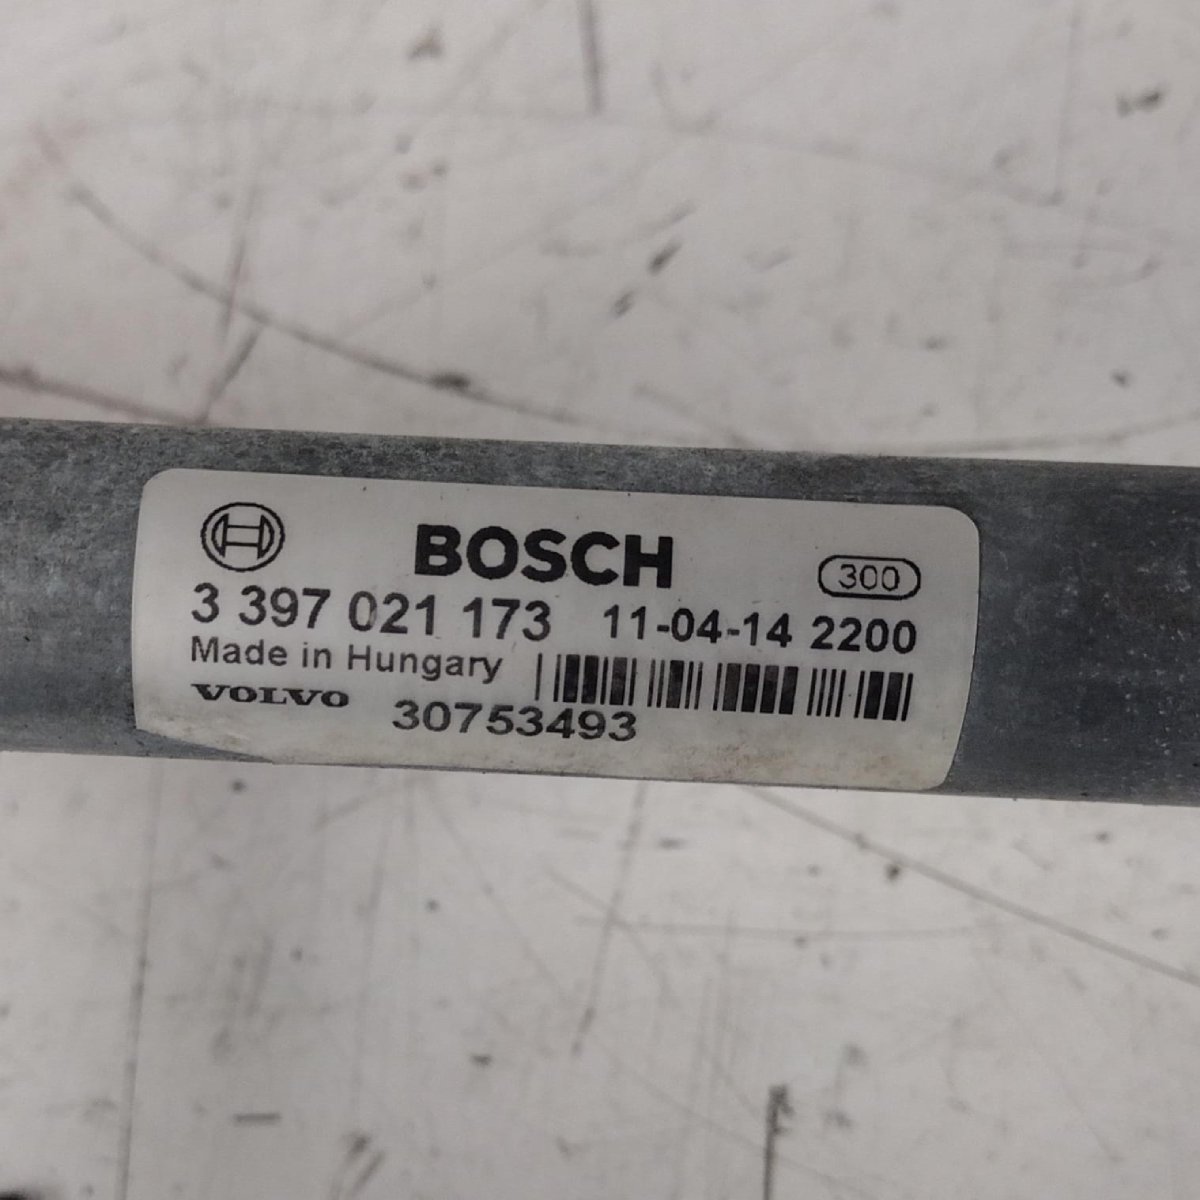 BOSCH 300
3 397 021 173 11-04-14 2200
Made in Hungary
VOLVO 30753493